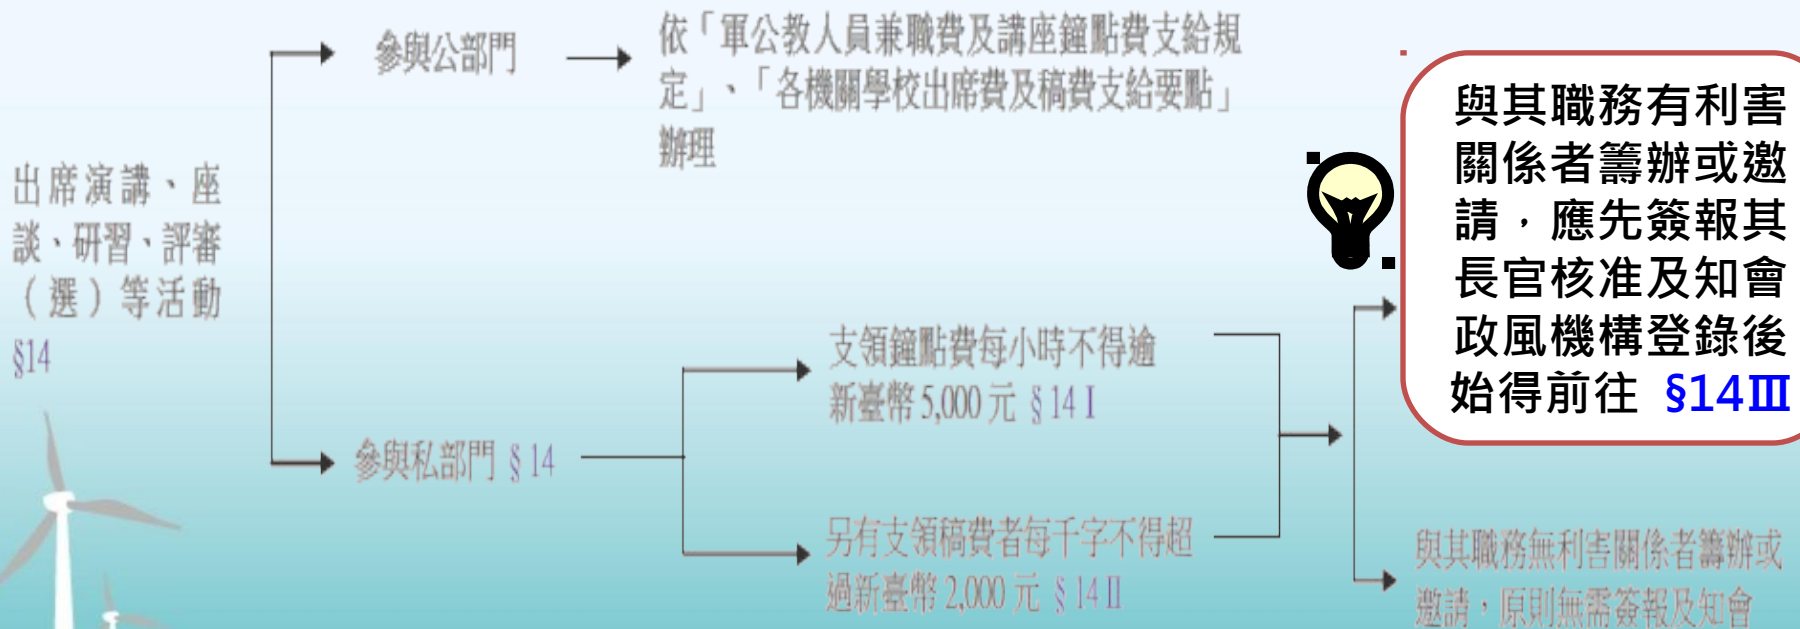 出席演講、座
談、研習、評審
（選）等活動
§14
參與公部門
依「軍公教人員兼職費及講座鐘點費支給規
定」、「各機關學校出席費及稿費支給要點」
辦理
參與私部門 §14
支領鐘點費每小時不得逾
新臺幣 5,000 元 §14 I
另有支領稿費者每千字不得超
過新臺幣 2,000 元 §14 II
與其職務有利害
關係者籌辦或邀
請，應先簽報其
長官核准及知會
政風機構登錄後
始得前往 §14Ⅲ
與其職務無利害關係者籌辦或
邀請，原則無需簽報及知會